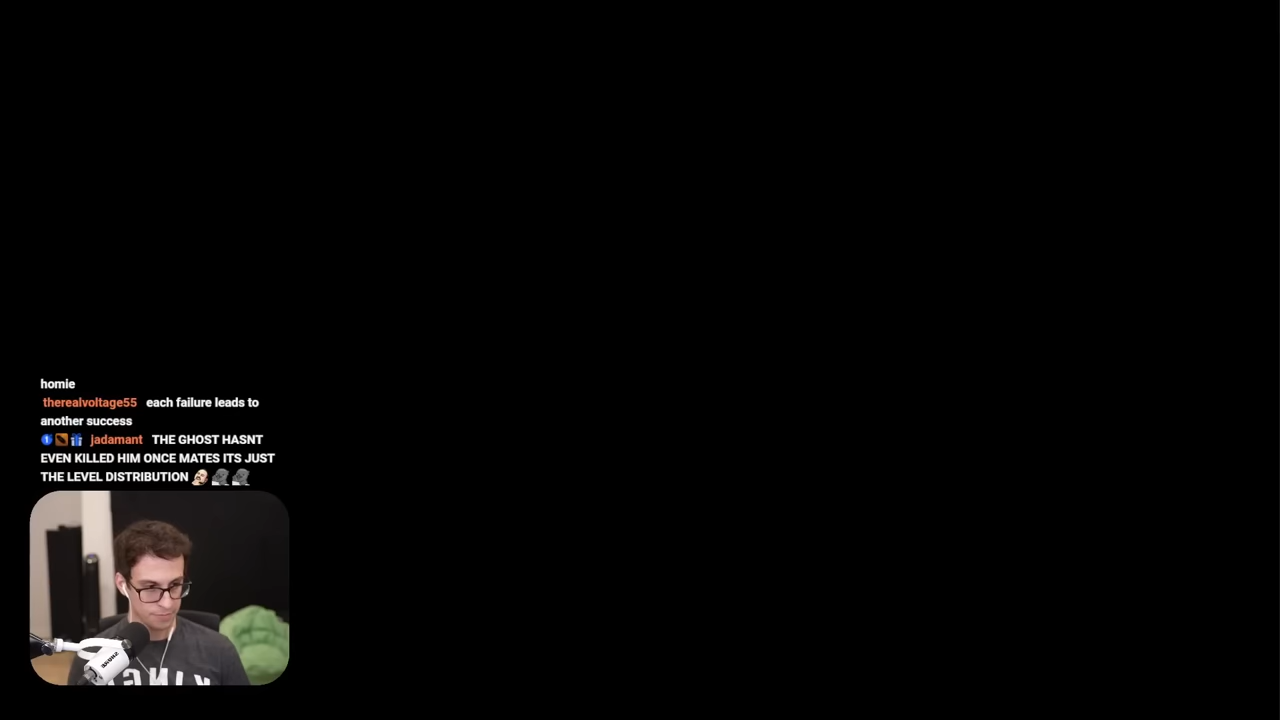 homie
therealvoltage55 each failure leads to
another success
jadamant THE GHOST HASNT
EVEN KILLED HIM ONCE MATES ITS JUST
THE LEVEL DISTRIBUTION